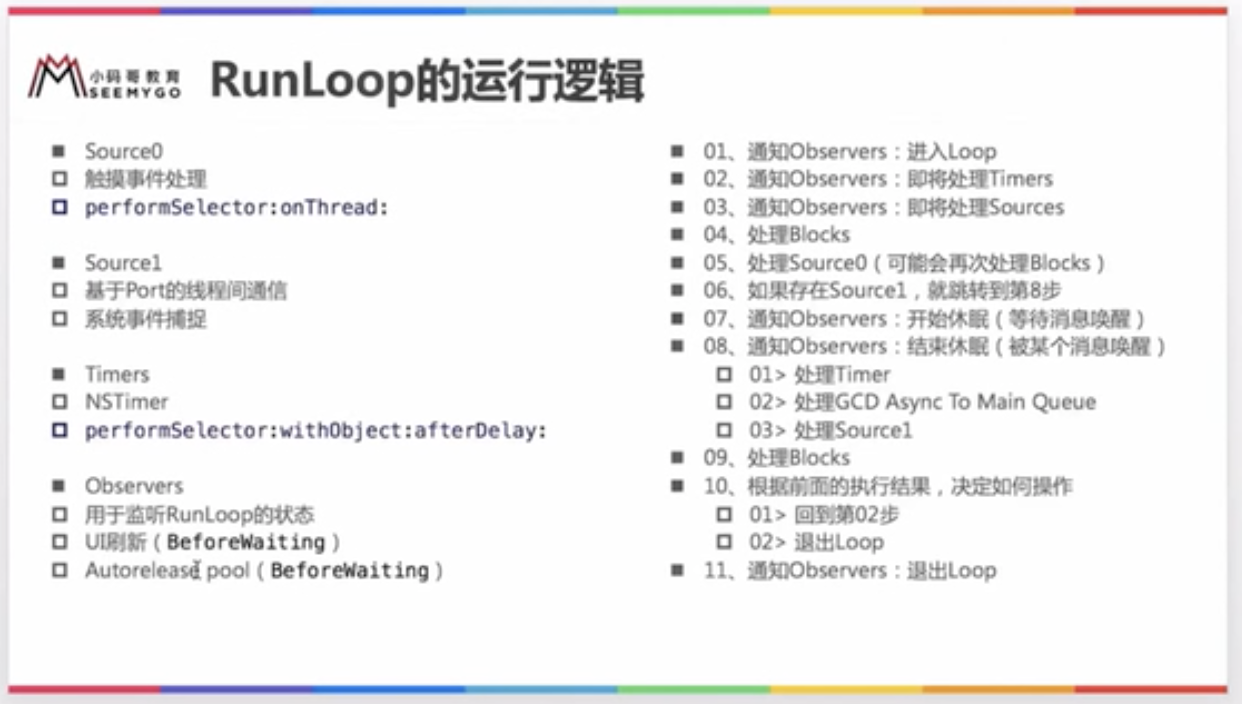 小码哥教育
SEEMYGO
RunLoop的运行逻辑
Source0
触摸事件处理
performSelector:onThread:
Source1
基于Port的线程间通信
系统事件捕捉
Timers
NSTimer
performSelector:withObject:afterDelay:
Observers
用于监听RunLoop的状态
UI刷新（BeforeWaiting）
Autorelease pool（BeforeWaiting）
01、通知Observers：进入Loop
02、通知Observers：即将处理Timers
03、通知Observers：即将处理Sources
04、处理Blocks
05、处理Source0（可能会再次处理Blocks）
06、如果存在Source1，就跳转到第8步
07、通知Observers：开始休眠（等待消息唤醒）
08、通知Observers：结束休眠（被某个消息唤醒）
01> 处理Timer
02> 处理GCD Async To Main Queue
03> 处理Source1
09、处理Blocks
10、根据前面的执行结果，决定如何操作
01> 回到第02步
02> 退出Loop
11、通知Observers：退出Loop